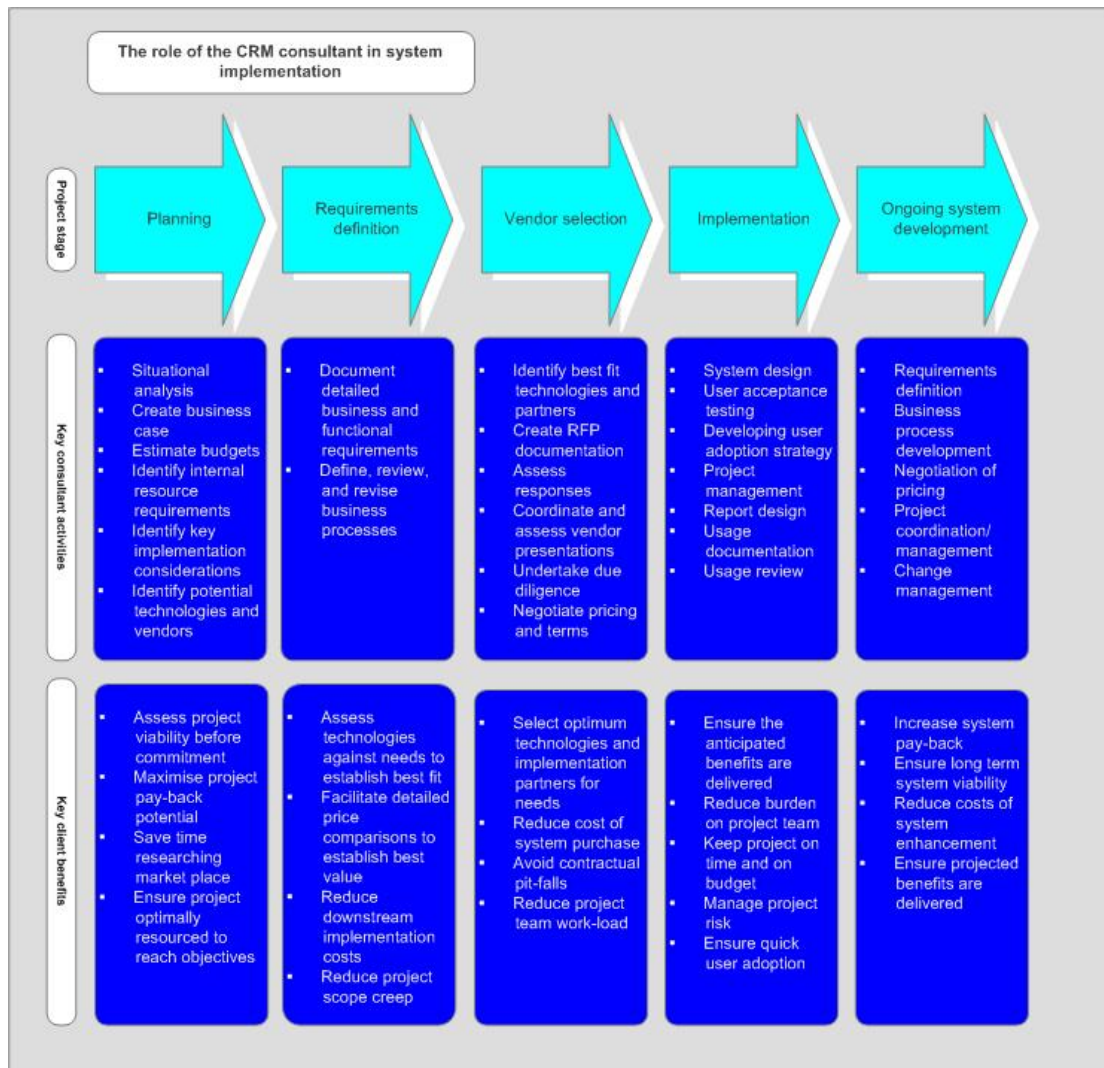 The role of the CRM consultant in system
implementation
Project stage
Planning
Requirements
definition
Vendor selection
Implementation
Ongoing system
development
Key consultant activities
▪ Situational
analysis
▪ Create business
case
▪ Estimate budgets
▪ Identify internal
resource
requirements
▪ Identify key
implementation
considerations
▪ Identify potential
technologies and
vendors
▪ Document
detailed
business and
functional
requirements
▪ Define, review,
and revise
business
processes
▪ Identify best fit
technologies and
partners
▪ Create RFP
documentation
▪ Assess
responses
▪ Coordinate and
assess vendor
presentations
▪ Undertake due
diligence
▪ Negotiate pricing
and terms
▪ System design
▪ User acceptance
testing
▪ Developing user
adoption strategy
▪ Project
management
▪ Report design
▪ Usage
documentation
▪ Usage review
▪ Requirements
definition
▪ Business
process
development
▪ Negotiation of
pricing
▪ Project
coordination/
management
▪ Change
management
Key client benefits
▪ Assess project
viability before
commitment
▪ Maximise project
pay-back
potential
▪ Save time
researching
market place
▪ Ensure project
optimally
resourced to
reach objectives
▪ Assess
technologies
against needs to
establish best fit
▪ Facilitate detailed
price
comparisons to
establish best
value
▪ Reduce
downstream
implementation
costs
▪ Reduce project
scope creep
▪ Select optimum
technologies and
implementation
partners for
needs
▪ Reduce cost of
system purchase
▪ Avoid contractual
pit-falls
▪ Reduce project
team work-load
▪ Ensure the
anticipated
benefits are
delivered
▪ Reduce burden
on project team
▪ Keep project on
time and on
budget
▪ Manage project
risk
▪ Ensure quick
user adoption
▪ Increase system
pay-back
▪ Ensure long term
system viability
▪ Reduce costs of
system
enhancement
▪ Ensure projected
benefits are
delivered